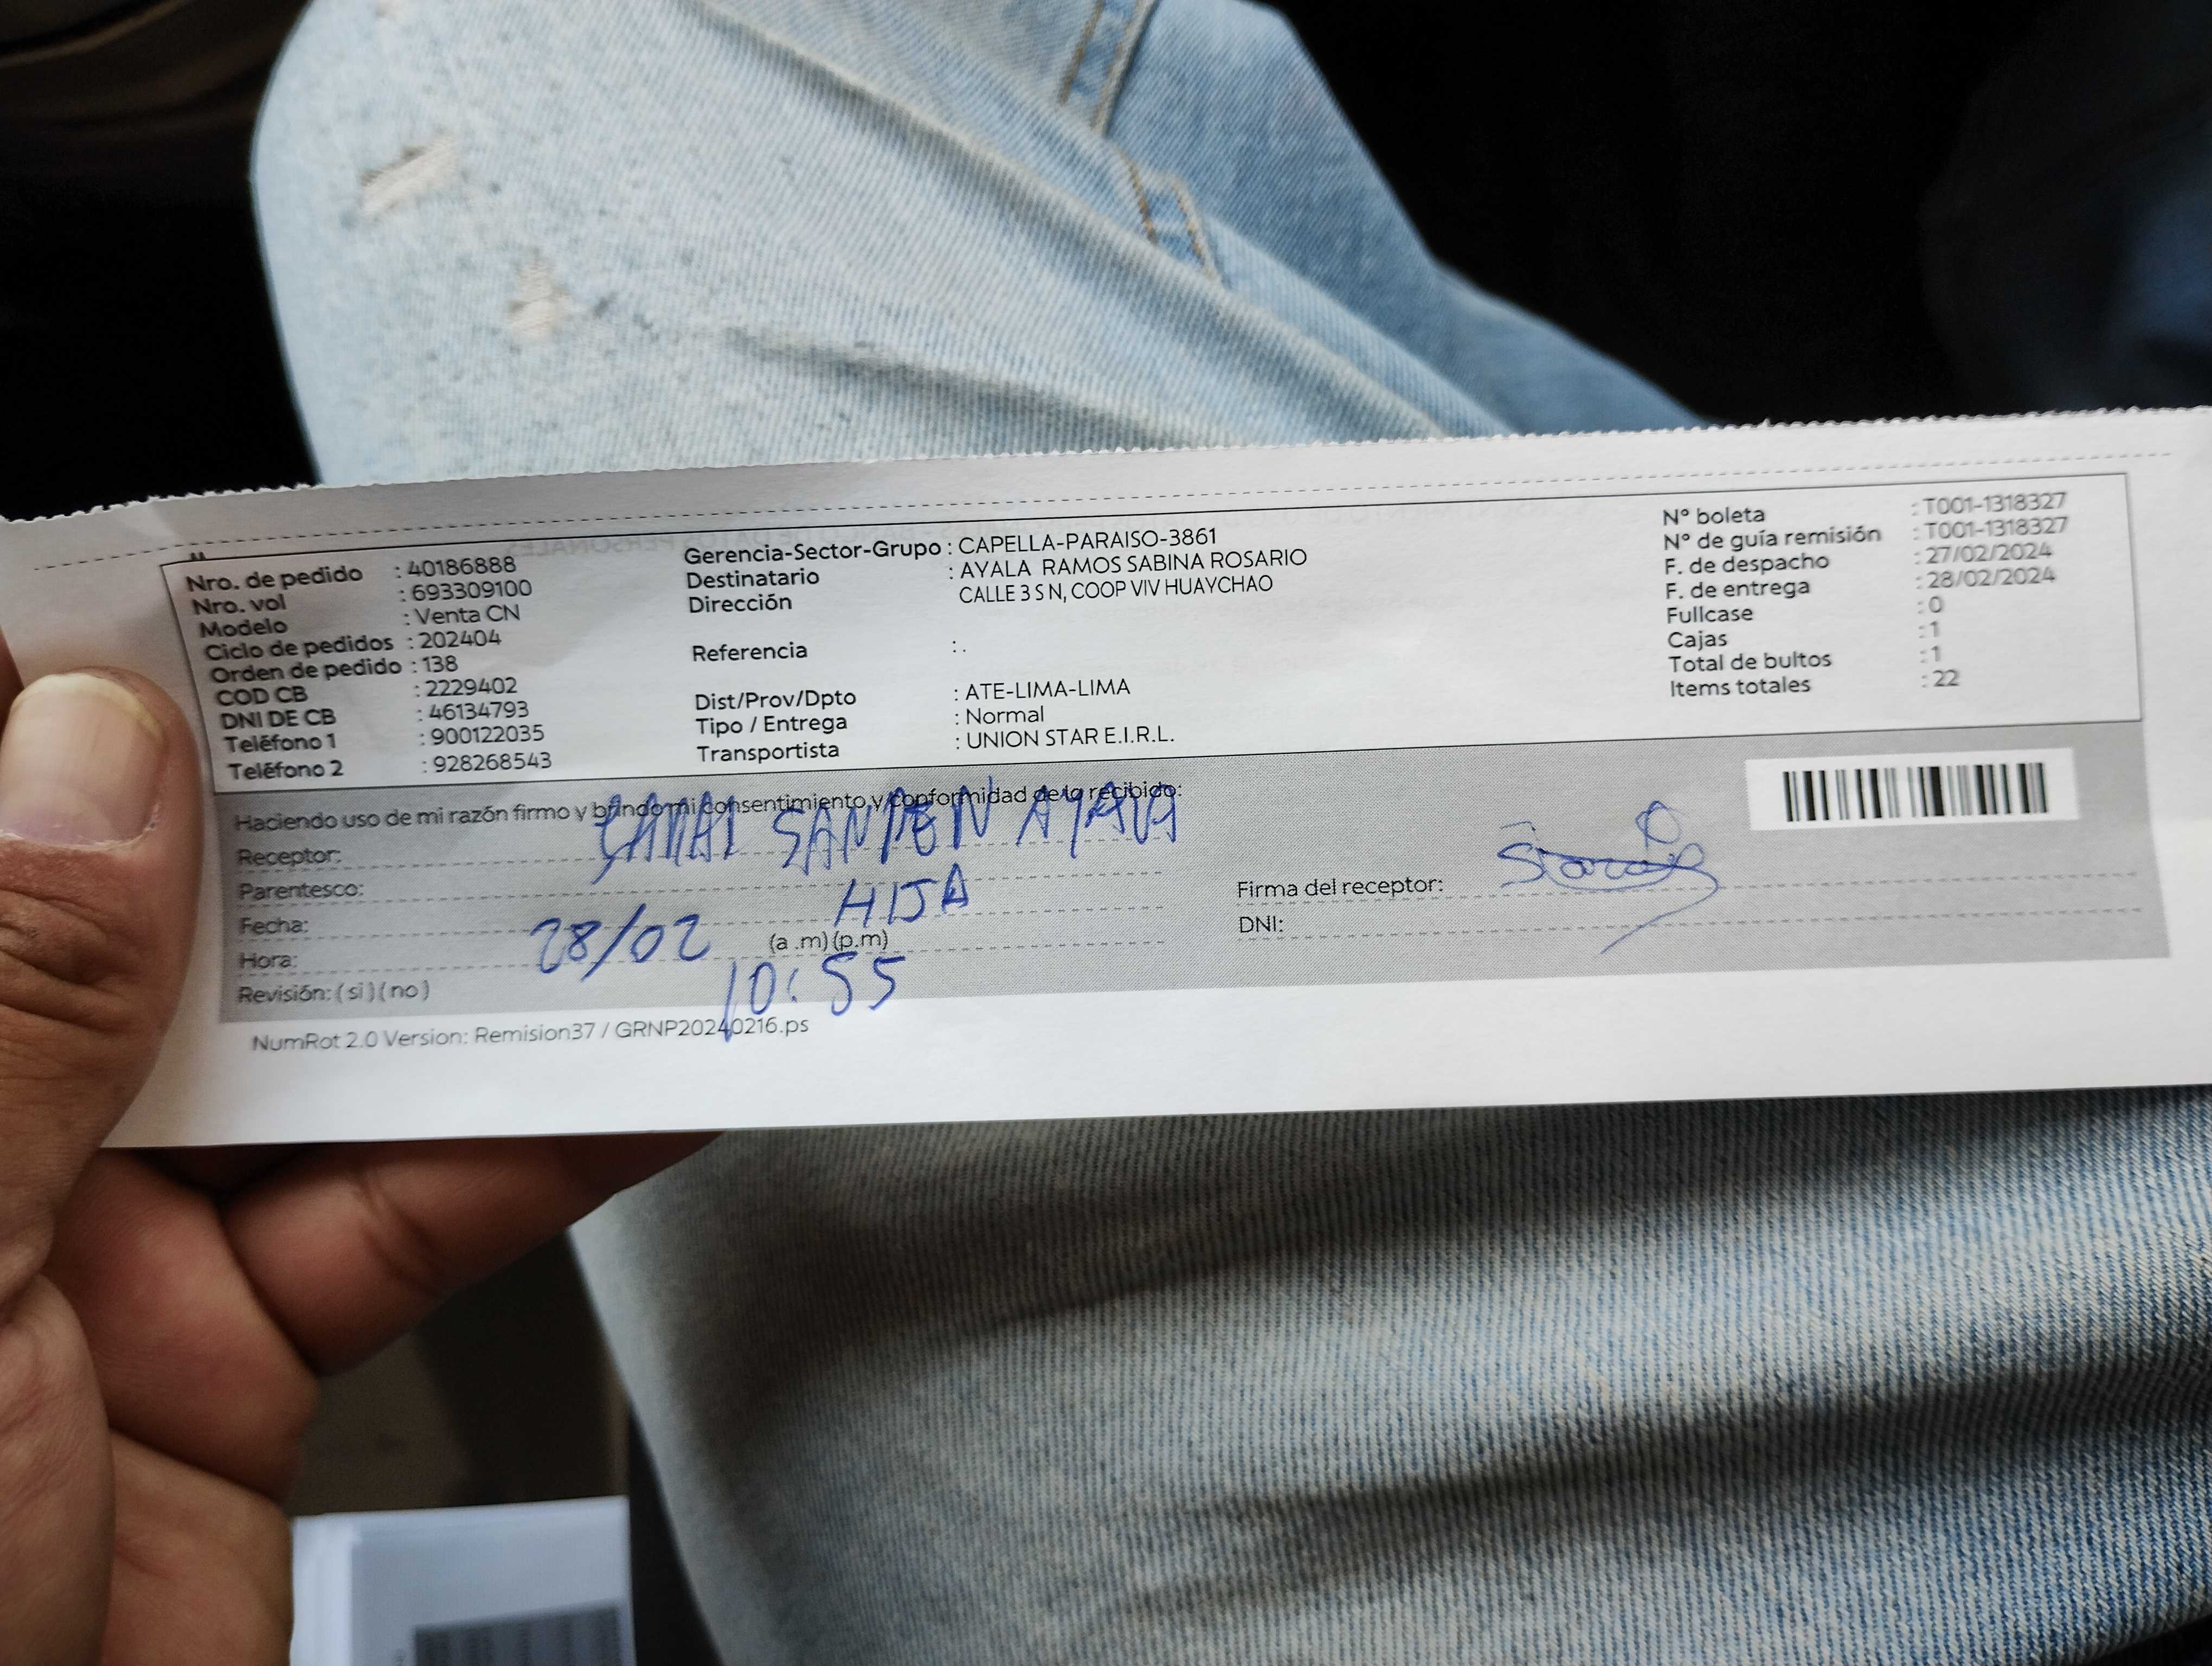 Nro. de pedido : 40186888
Nro. vol : 693309100
Modelo : Venta CN
Ciclo de pedidos : 202404
Orden de pedido : 138
COD CB : 2229402
DNI DE CB : 46134793
Teléfono 1 : 900122035
Teléfono 2 : 928268543
Gerencia-Sector-Grupo : CAPELLA-PARAISO-3861
Destinatario : AYALA RAMOS SABINA ROSARIO
Dirección CALLE 3 S N, COOP VIV HUAYCHAO
Referencia : .
Dist/Prov/Dpto : ATE-LIMA-LIMA
Tipo / Entrega : Normal
Transportista : UNION STAR E.I.R.L.
N° boleta : T001-1318327
N° de guía remisión : T001-1318327
F. de despacho : 27/02/2024
F. de entrega : 28/02/2024
Fullcase : 0
Cajas : 1
Total de bultos : 1
Items totales : 22
Haciendo uso de mi razón firmo y brindo mi consentimiento y conformidad de lo recibido:
Receptor: AYALA
Parentesco: HIJA
Fecha: 28/02
(a .m) (p.m)
Hora: 10:55
Revisión: ( si ) ( no )
Firma del receptor:
DNI:
NumRot 2.0 Version: Remision37 / GRNP20240216.ps